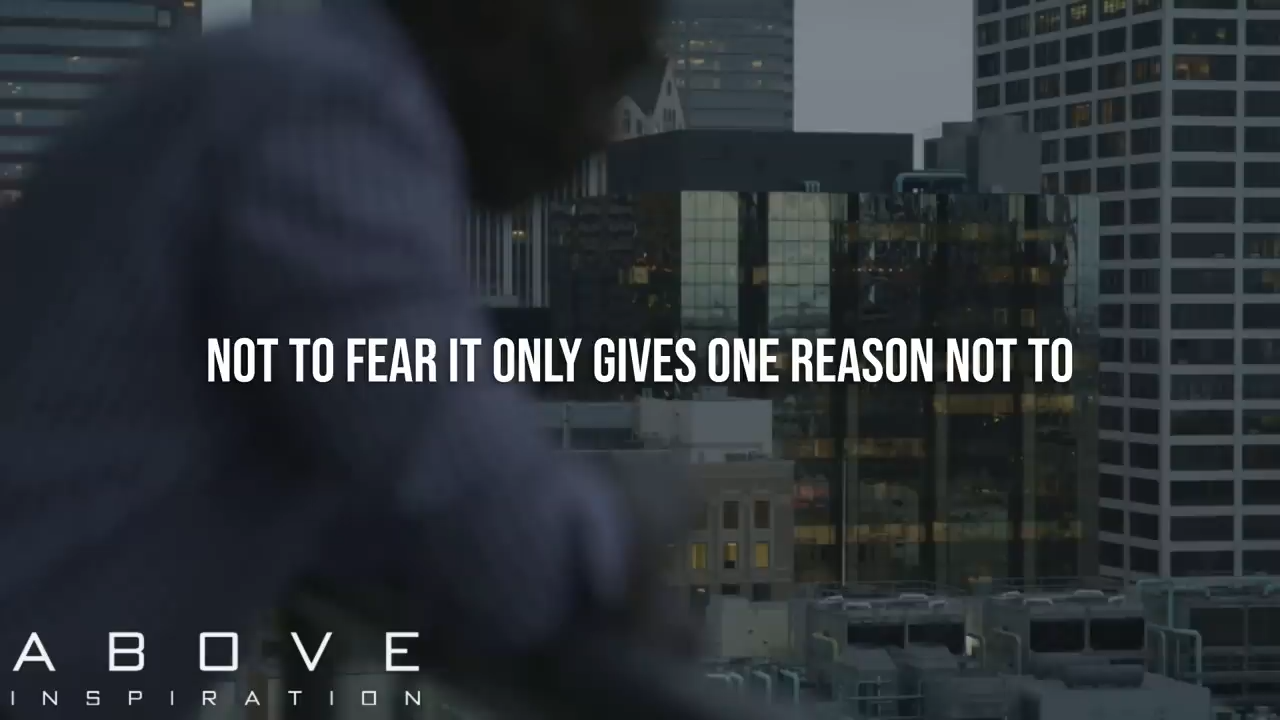 NOT TO FEAR IT ONLY GIVES ONE REASON NOT TO
ABOVE
INSPIRATION